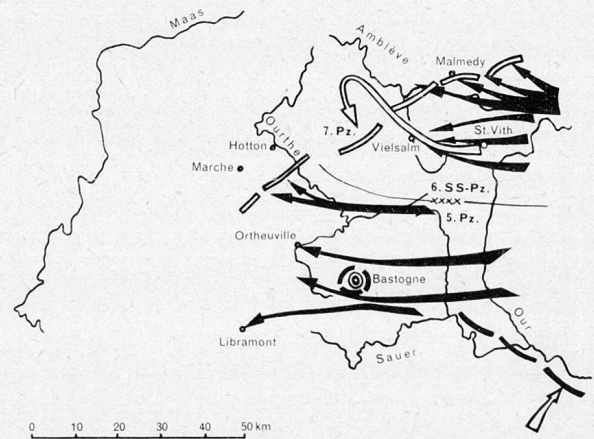 Maas
Amblève
Malmedy
Ourthe
7. Pz.
St. Vith
Hotton
Vielsalm
Marche
6. SS-Pz.
xxxx
5. Pz.
Ortheuville
Bastogne
Our
Libramont
Sauer
0 10 20 30 40 50 km